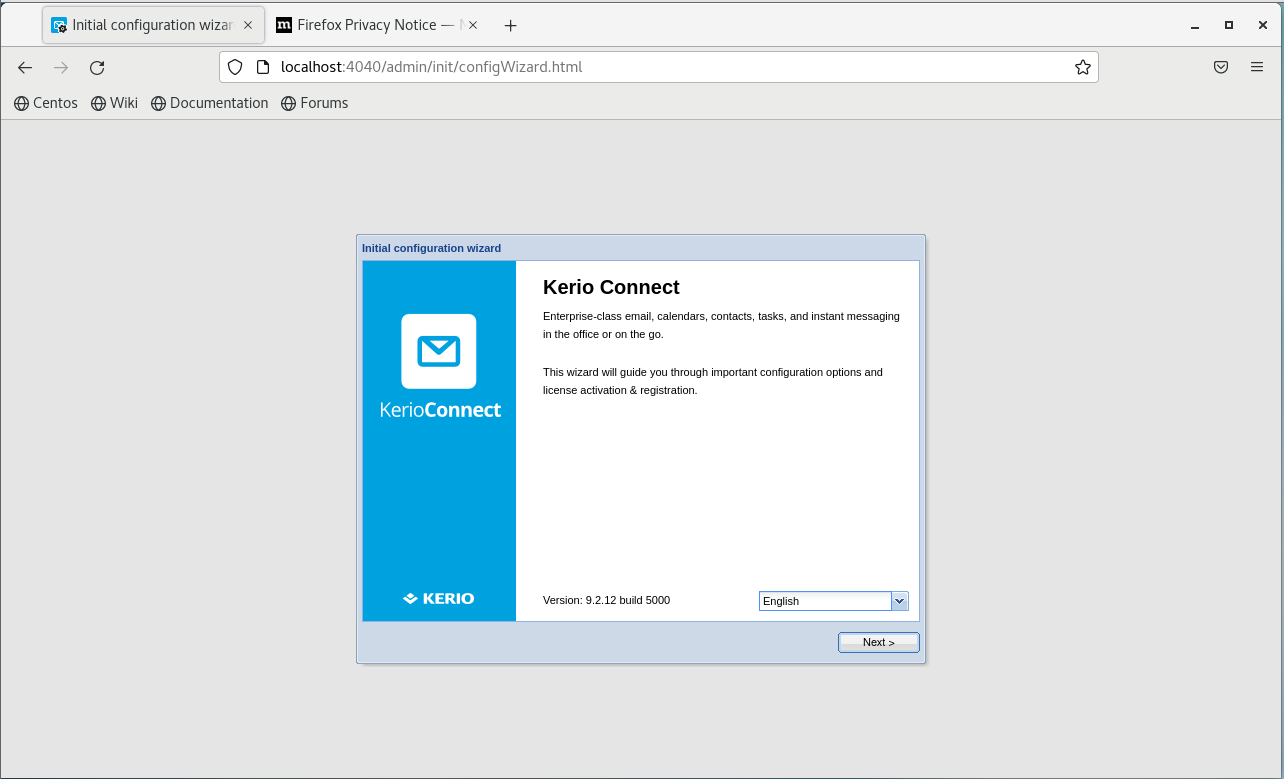 Initial configuration wizar
Firefox Privacy Notice —
localhost:4040/admin/init/configWizard.html
Centos
Wiki
Documentation
Forums
Initial configuration wizard
Kerio Connect
Enterprise-class email, calendars, contacts, tasks, and instant messaging
in the office or on the go.
This wizard will guide you through important configuration options and
license activation & registration.
KerioConnect
KERIO
Version: 9.2.12 build 5000
English
Next >